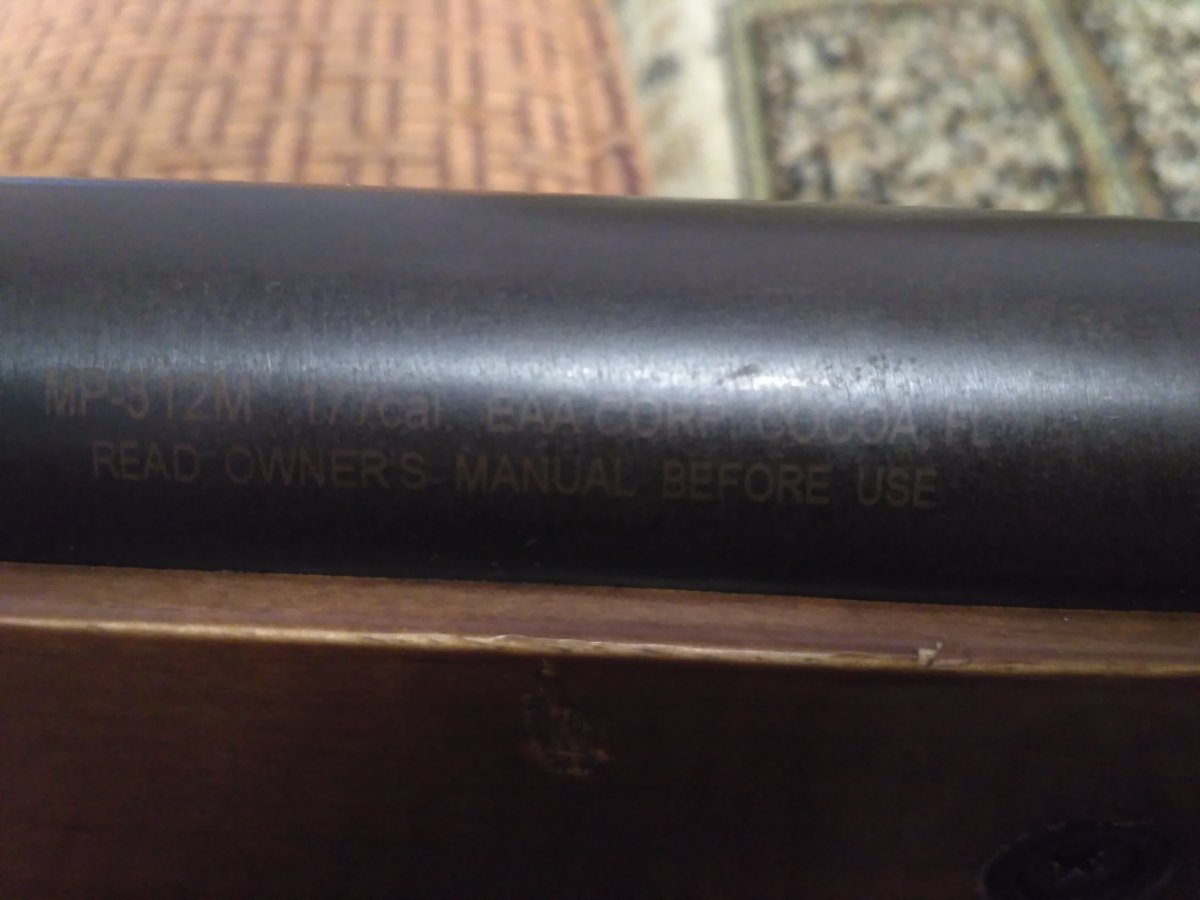 MP-512M .177cal EAA CORP. COCOA, FL
READ OWNER'S MANUAL BEFORE USE